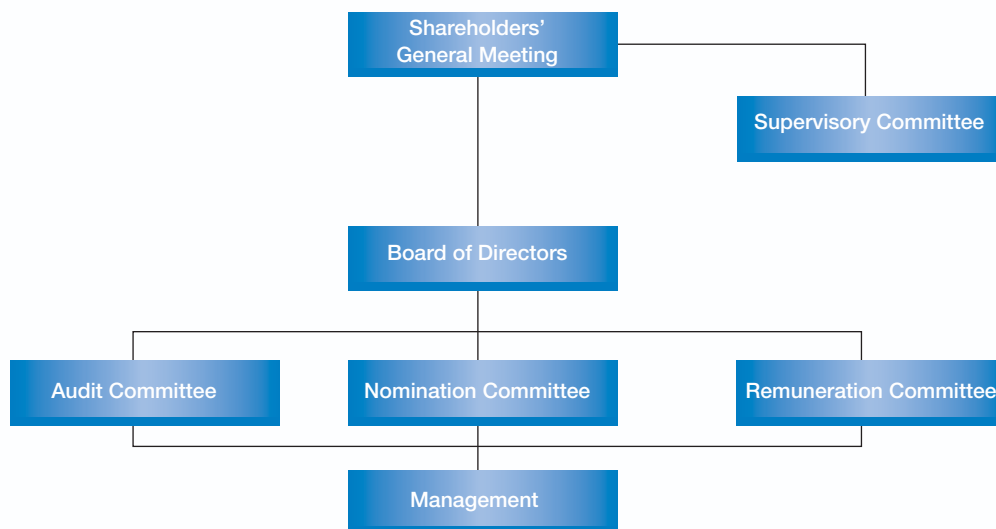 Shareholders’
General Meeting
Supervisory Committee
Board of Directors
Audit Committee
Nomination Committee
Remuneration Committee
Management